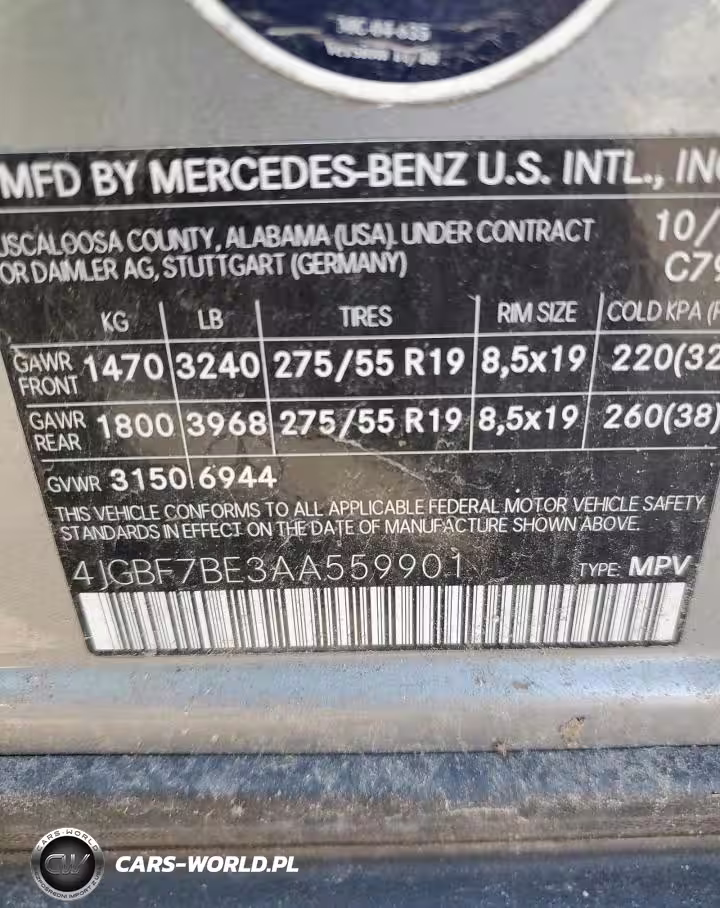 MFD BY MERCEDES-BENZ U.S. INTL., INC
USCALOOSA COUNTY, ALABAMA (USA). UNDER CONTRACT 10/
OR DAIMLER AG, STUTTGART (GERMANY) C79
KG LB TIRES RIM SIZE COLD KPA (P
GAWR FRONT 1470 3240 275/55 R19 8,5x19 220(32
GAWR REAR 1800 3968 275/55 R19 8,5x19 260(38)
GVWR 3150 6944
THIS VEHICLE CONFORMS TO ALL APPLICABLE FEDERAL MOTOR VEHICLE SAFETY
STANDARDS IN EFFECT ON THE DATE OF MANUFACTURE SHOWN ABOVE.
4JGBF7BE3AA559901 TYPE: MPV
CARS-WORLD
CW
CARS-WORLD.PL